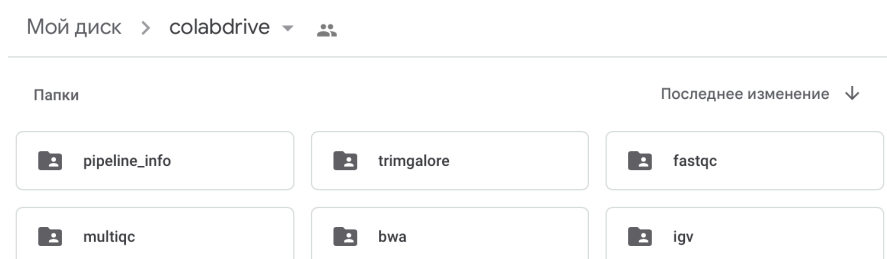 Мой диск > colabdrive
Папки Последнее изменение
pipeline_info trimgalore fastqc
multiqc bwa igv